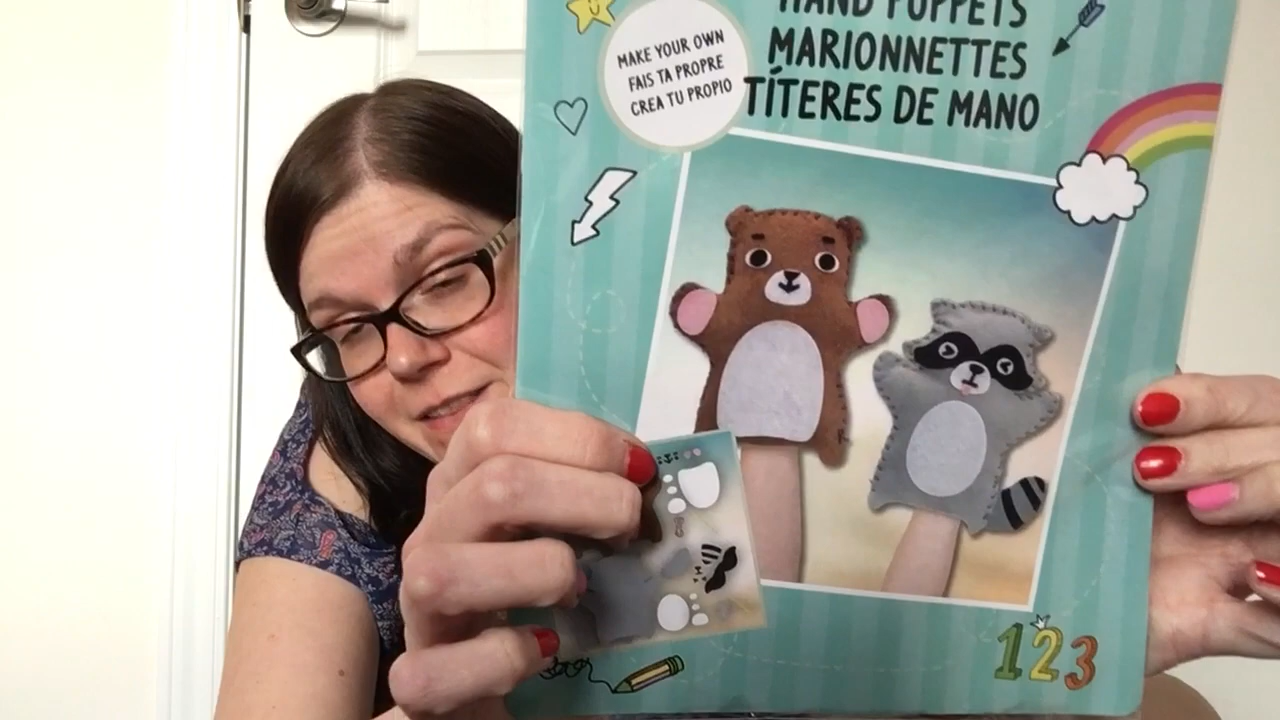 HAND PUPPETS
MARIONNETTES
TÍTERES DE MANO
MAKE YOUR OWN
FAIS TA PROPRE
CREA TU PROPIO
123